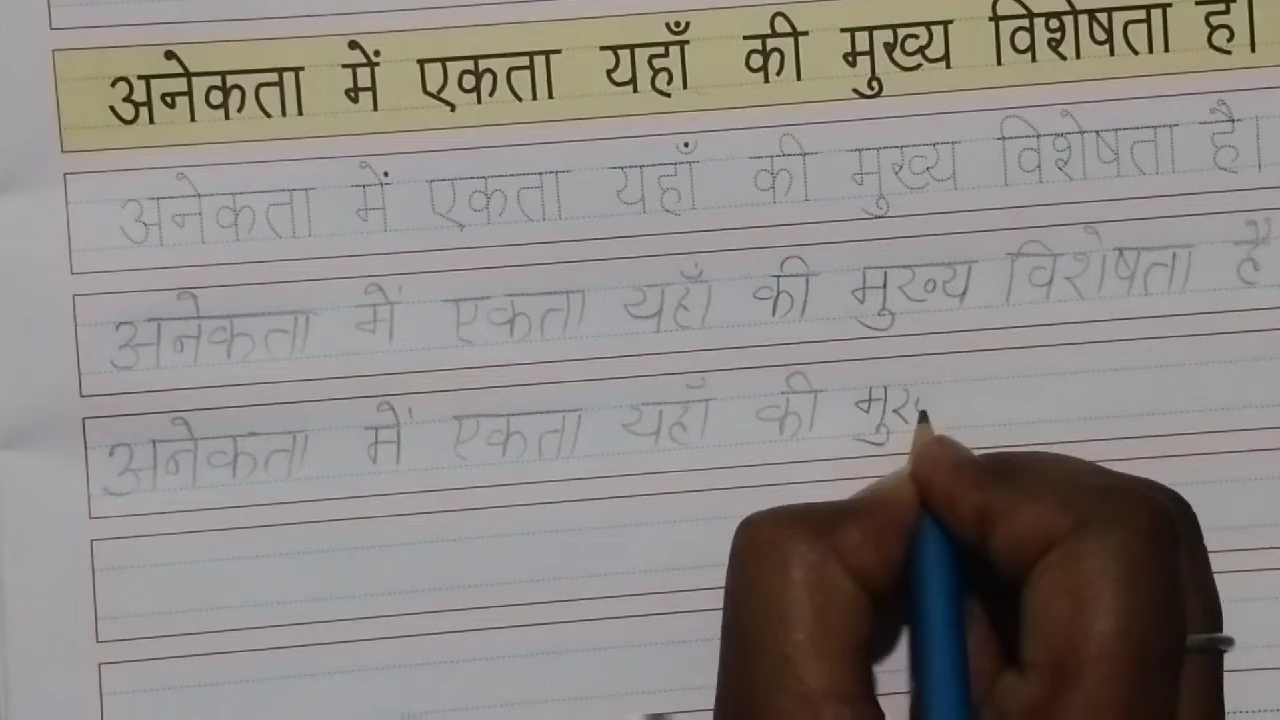 अनेकता में एकता यहाँ की मुख्य विशेषता है।
अनेकता में एकता यहाँ की मुख्य विशेषता है।
अनेकता में एकता यहाँ की मुख्य विशेषता है
अनेकता में एकता यहाँ की